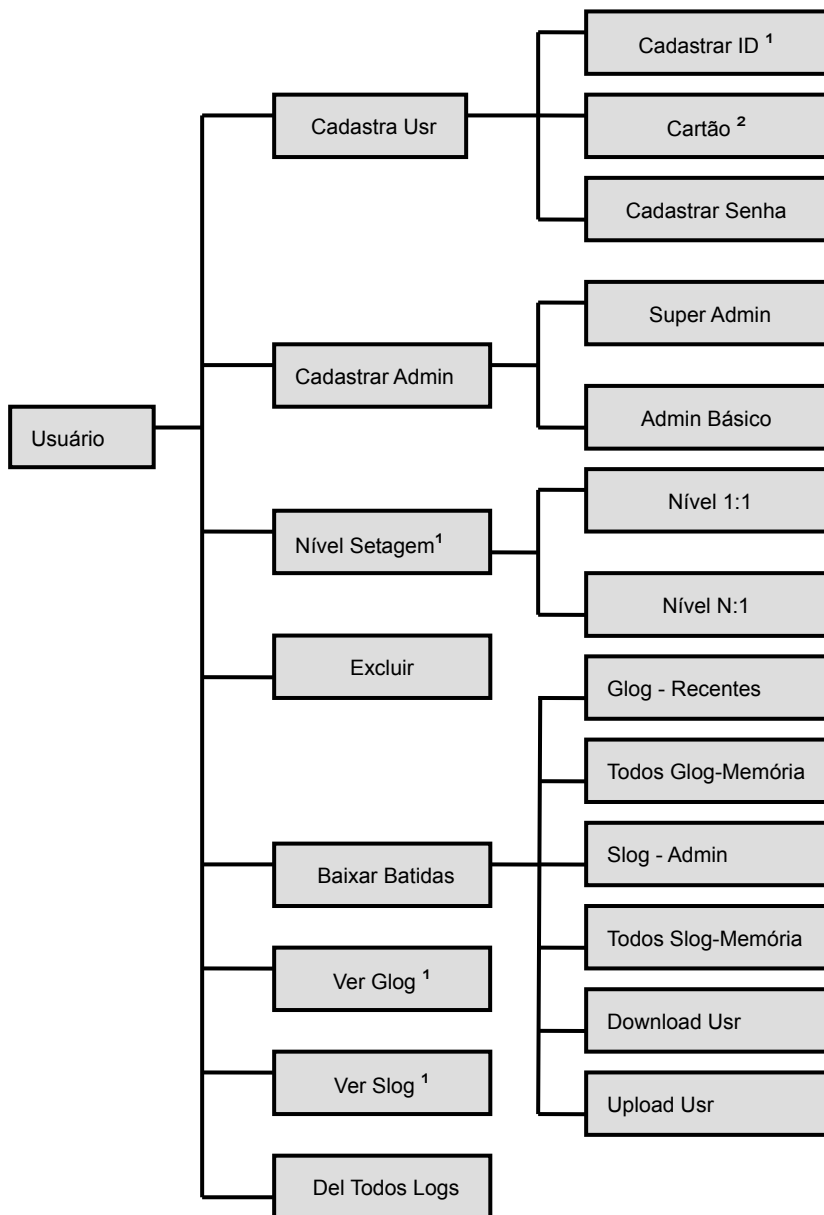 Usuário
Cadastra Usr
Cadastrar ID ¹
Cartão ²
Cadastrar Senha
Cadastrar Admin
Super Admin
Admin Básico
Nível Setagem¹
Nível 1:1
Nível N:1
Excluir
Baixar Batidas
Glog - Recentes
Todos Glog-Memória
Slog - Admin
Todos Slog-Memória
Download Usr
Upload Usr
Ver Glog ¹
Ver Slog ¹
Del Todos Logs